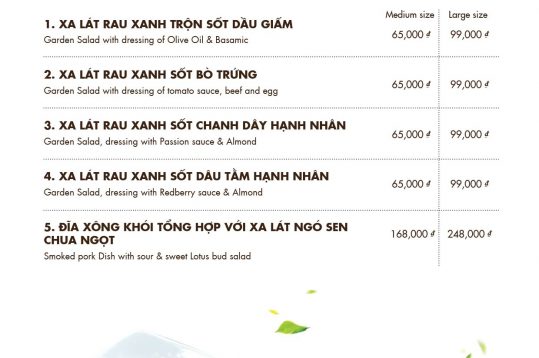 Medium size Large size
1. XA LÁT RAU XANH TRỘN SỐT DẦU GIẤM
65,000 đ 99,000 đ
Garden Salad with dressing of Olive Oil & Basamic
2. XA LÁT RAU XANH SỐT BÒ TRỨNG
65,000 đ 99,000 đ
Garden Salad with dressing of tomato sauce, beef and egg
3. XA LÁT RAU XANH SỐT CHANH DÂY HẠNH NHÂN
65,000 đ 99,000 đ
Garden Salad, dressing with Passion sauce & Almond
4. XA LÁT RAU XANH SỐT DÂU TẰM HẠNH NHÂN
65,000 đ 99,000 đ
Garden Salad, dressing with Redberry sauce & Almond
5. ĐĨA XÔNG KHÓI TỔNG HỢP VỚI XA LÁT NGÓ SEN
CHUA NGỌT
168,000 đ 248,000 đ
Smoked pork Dish with sour & sweet Lotus bud salad